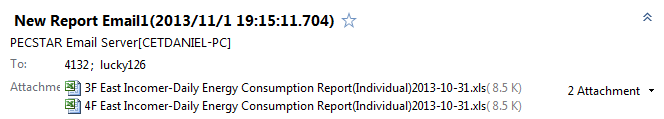 New Report Email1(2013/11/1 19:15:11.704)
PECSTAR Email Server[CETDANIEL-PC]
To: 4132; lucky126
Attachme 3F East Incomer-Daily Energy Consumption Report(Individual)2013-10-31.xls( 8.5 K) 2 Attachment
4F East Incomer-Daily Energy Consumption Report(Individual)2013-10-31.xls( 8.5 K)